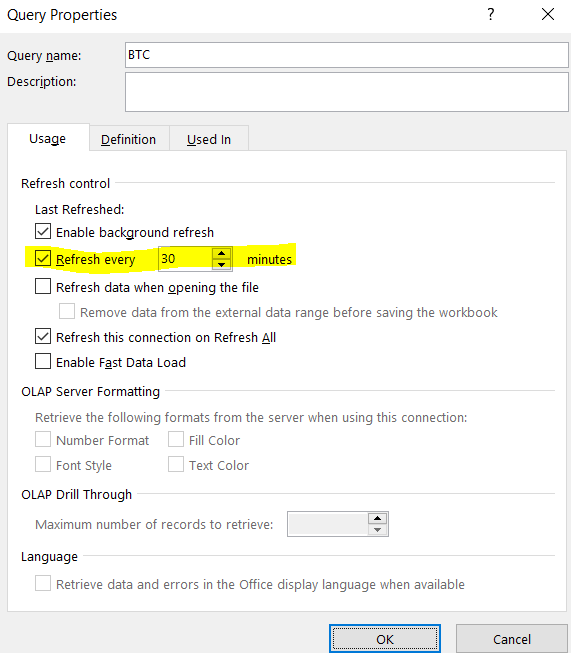 Query Properties ?
Query name: BTC
Description:
Usage Definition Used In
Refresh control
Last Refreshed:
Enable background refresh
Refresh every 30 minutes
Refresh data when opening the file
Remove data from the external data range before saving the workbook
Refresh this connection on Refresh All
Enable Fast Data Load
OLAP Server Formatting
Retrieve the following formats from the server when using this connection:
Number Format Fill Color
Font Style Text Color
OLAP Drill Through
Maximum number of records to retrieve:
Language
Retrieve data and errors in the Office display language when available
OK Cancel